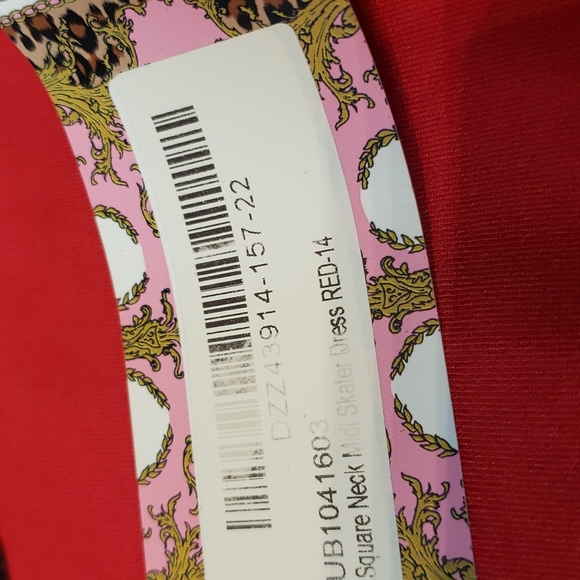 DZZ43914-157-22
UB1041603
Square Neck Midi Skater Dress RED-14